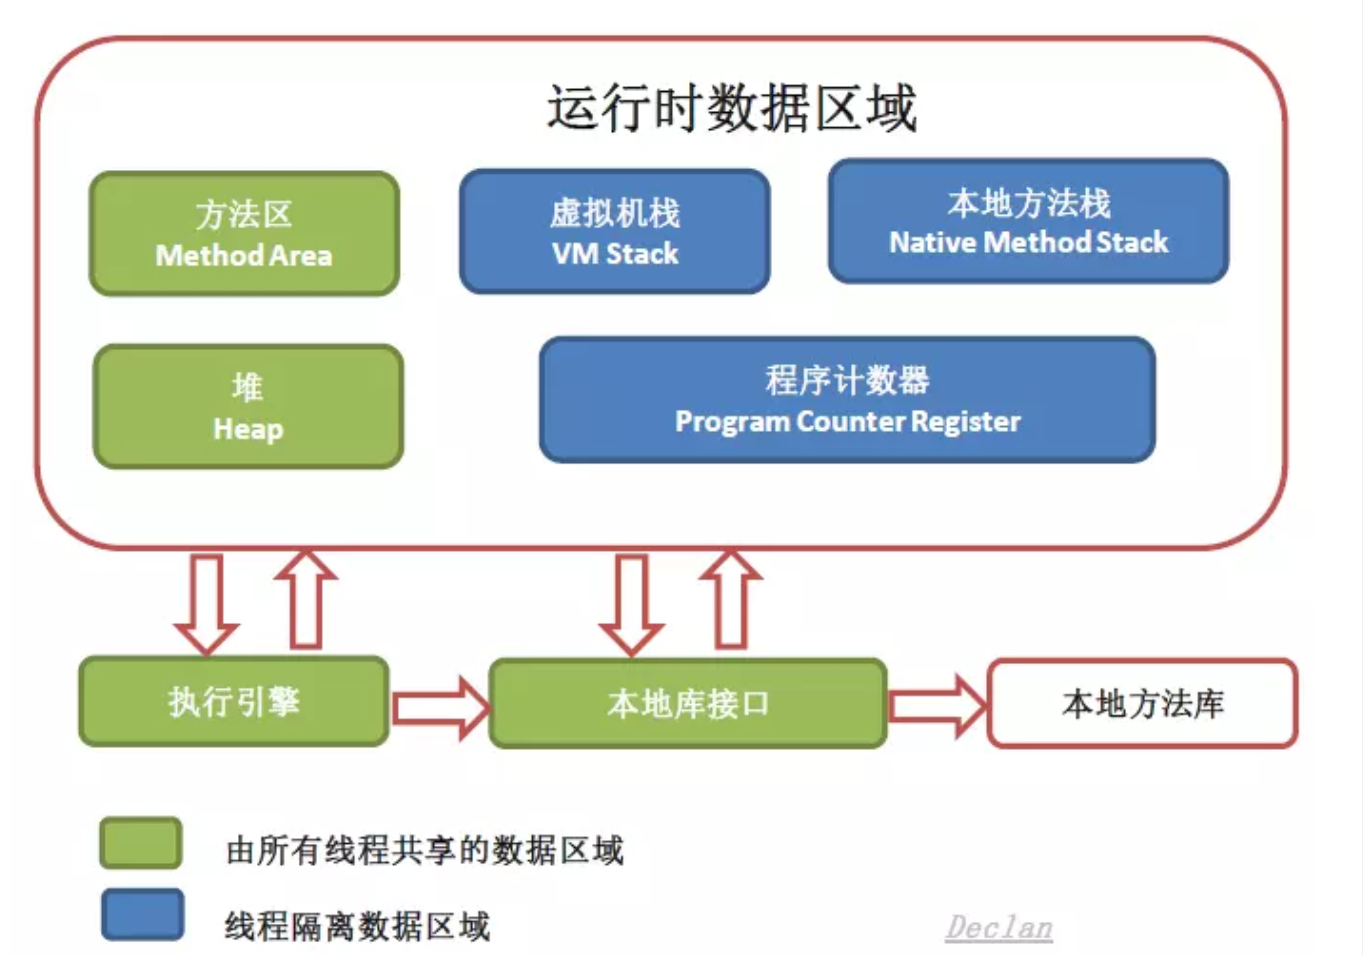 运行时数据区域
方法区
Method Area
虚拟机栈
VM Stack
本地方法栈
Native Method Stack
堆
Heap
程序计数器
Program Counter Register
执行引擎
本地库接口
本地方法库
由所有线程共享的数据区域
线程隔离数据区域
Declan